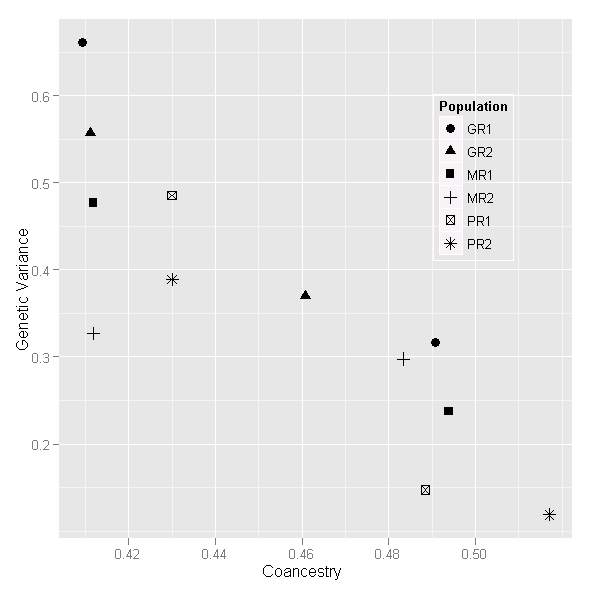 0.6
0.5
0.4
0.3
0.2
Genetic Variance
Population
GR1
GR2
MR1
MR2
PR1
PR2
0.42 0.44 0.46 0.48 0.50
Coancestry